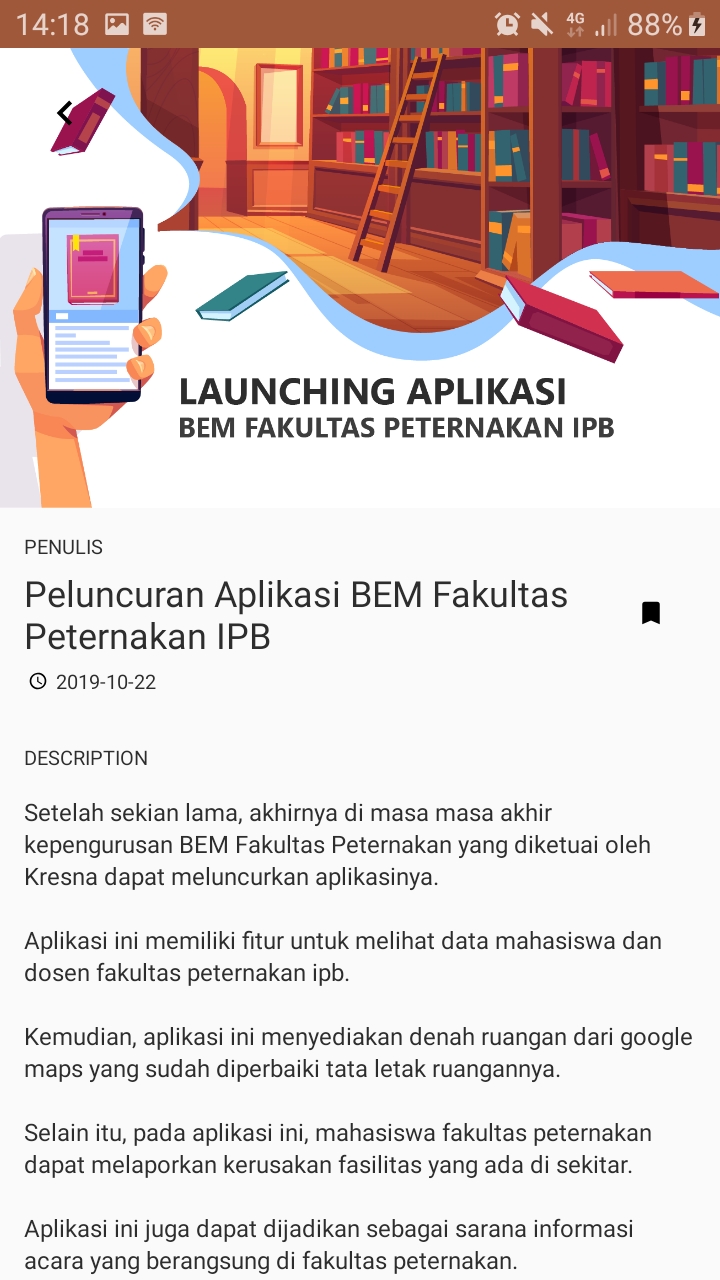 14:18
4G
88%
LAUNCHING APLIKASI
BEM FAKULTAS PETERNAKAN IPB
PENULIS
Peluncuran Aplikasi BEM Fakultas
Peternakan IPB
2019-10-22
DESCRIPTION
Setelah sekian lama, akhirnya di masa masa akhir
kepengurusan BEM Fakultas Peternakan yang diketuai oleh
Kresna dapat meluncurkan aplikasinya.
Aplikasi ini memiliki fitur untuk melihat data mahasiswa dan
dosen fakultas peternakan ipb.
Kemudian, aplikasi ini menyediakan denah ruangan dari google
maps yang sudah diperbaiki tata letak ruangannya.
Selain itu, pada aplikasi ini, mahasiswa fakultas peternakan
dapat melaporkan kerusakan fasilitas yang ada di sekitar.
Aplikasi ini juga dapat dijadikan sebagai sarana informasi
acara yang berangsung di fakultas peternakan.